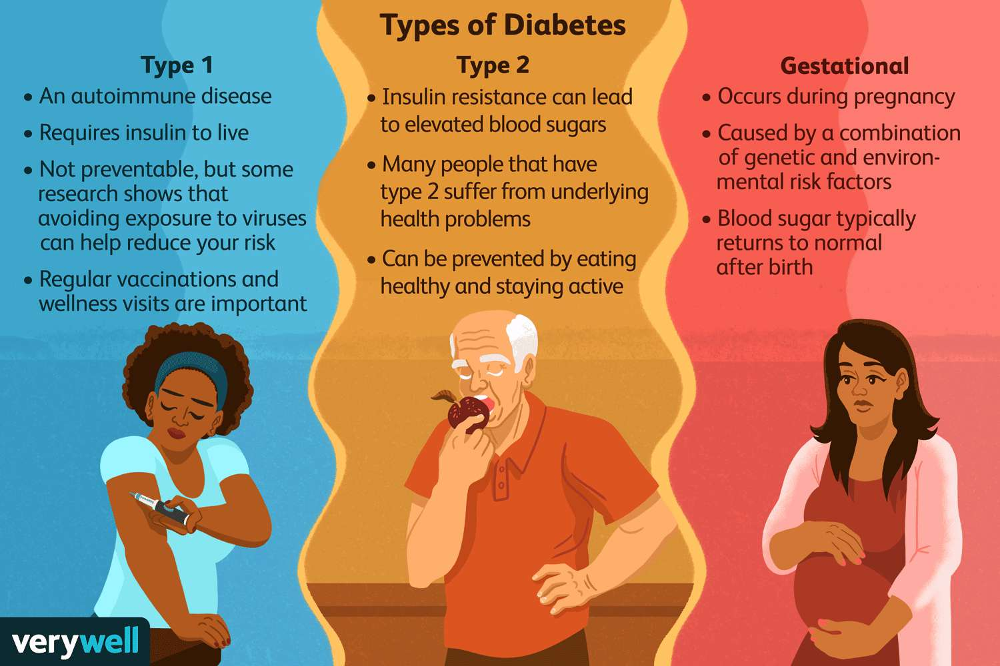 Types of Diabetes
Type 1
• An autoimmune disease
• Requires insulin to live
• Not preventable, but some
research shows that
avoiding exposure to viruses
can help reduce your risk
• Regular vaccinations and
wellness visits are important
Type 2
• Insulin resistance can lead
to elevated blood sugars
• Many people that have
type 2 suffer from underlying
health problems
• Can be prevented by eating
healthy and staying active
Gestational
• Occurs during pregnancy
• Caused by a combination
of genetic and environ-
mental risk factors
• Blood sugar typically
returns to normal
after birth
verywell